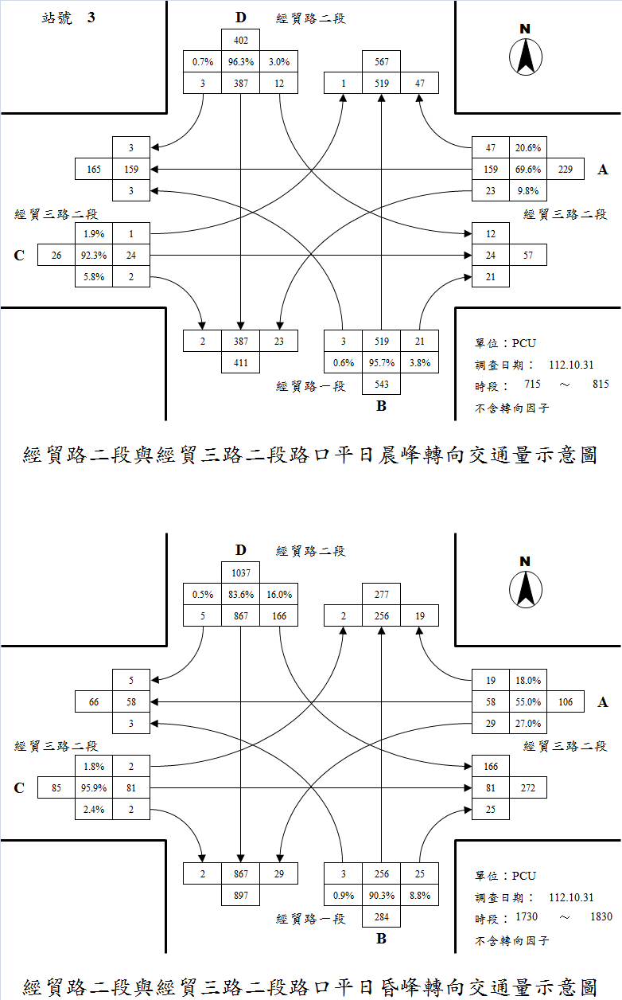 站號 3
D 經貿路二段
N
402
567
0.7% 96.3% 3.0%
3 387 12
1 519 47
3
47 20.6%
165 159
159 69.6% 229 A
3
23 9.8%
經貿三路二段
經貿三路二段
1.9% 1
12
C 26 92.3% 24
24 57
5.8% 2
21
2 387 23
3 519 21
411
0.6% 95.7% 3.8%
經貿路一段
543
B
單位：PCU
調查日期： 112.10.31
時段： 715 ～ 815
不含轉向因子
經貿路二段與經貿三路二段路口平日晨峰轉向交通量示意圖
D 經貿路二段
N
1037
277
0.5% 83.6% 16.0%
5 867 166
2 256 19
5
19 18.0%
66 58
58 55.0% 106 A
3
29 27.0%
經貿三路二段
經貿三路二段
1.8% 2
166
C 85 95.9% 81
81 272
2.4% 2
25
2 867 29
3 256 25
897
0.9% 90.3% 8.8%
經貿路一段
284
B
單位：PCU
調查日期： 112.10.31
時段： 1730 ～ 1830
不含轉向因子
經貿路二段與經貿三路二段路口平日昏峰轉向交通量示意圖